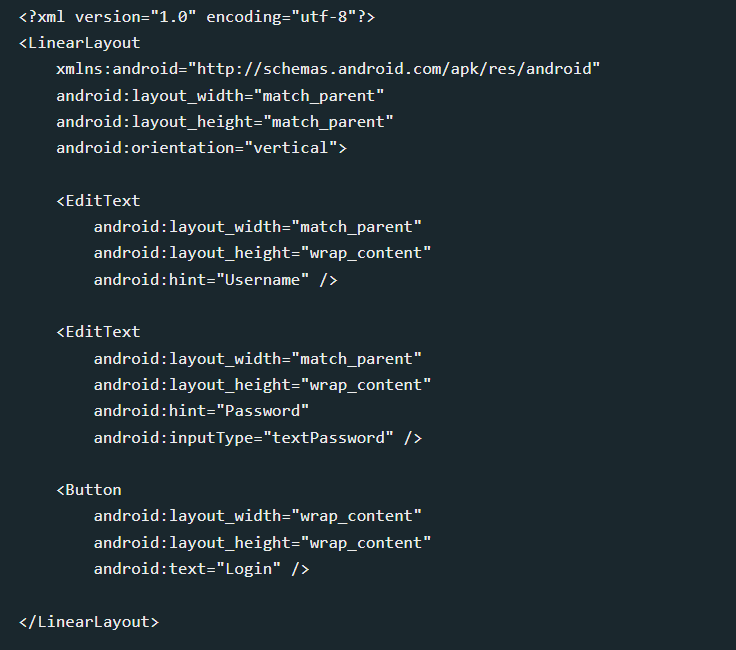 <?xml version="1.0" encoding="utf-8"?>
<LinearLayout
    xmlns:android="http://schemas.android.com/apk/res/android"
    android:layout_width="match_parent"
    android:layout_height="match_parent"
    android:orientation="vertical">

    <EditText
        android:layout_width="match_parent"
        android:layout_height="wrap_content"
        android:hint="Username" />

    <EditText
        android:layout_width="match_parent"
        android:layout_height="wrap_content"
        android:hint="Password"
        android:inputType="textPassword" />

    <Button
        android:layout_width="wrap_content"
        android:layout_height="wrap_content"
        android:text="Login" />

</LinearLayout>